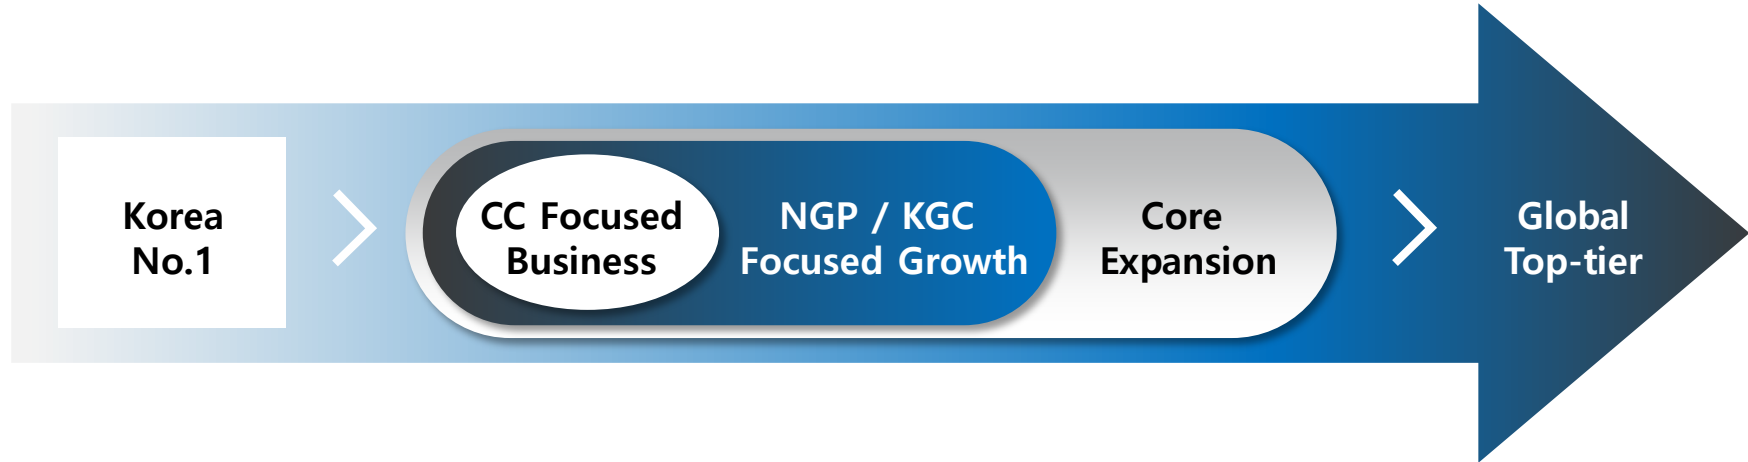 Korea
No.1
CC Focused
Business
NGP / KGC
Focused Growth
Core
Expansion
Global
Top-tier